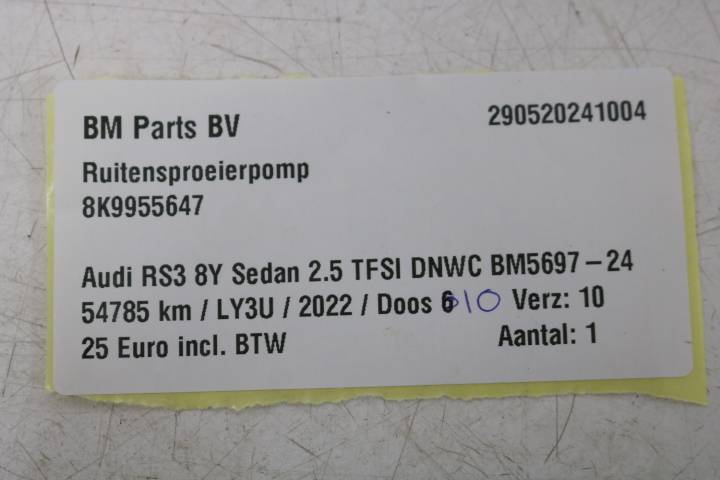 BM Parts BV 290520241004
Ruitensproeierpomp
8K9955647
Audi RS3 8Y Sedan 2.5 TFSI DNWC BM5697-24
54785 km / LY3U / 2022 / Doos 6 010 Verz: 10
25 Euro incl. BTW Aantal: 1